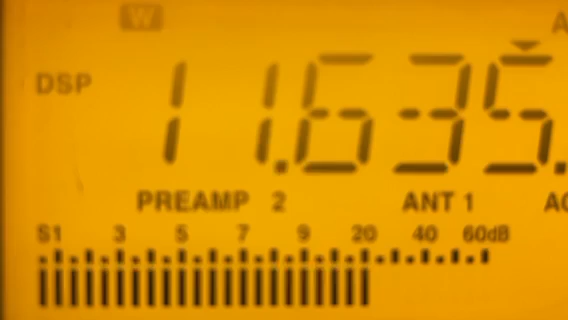 W
DSP
11.635.
PREAMP 2 ANT 1
S1 3 5 7 9 20 40 60dB